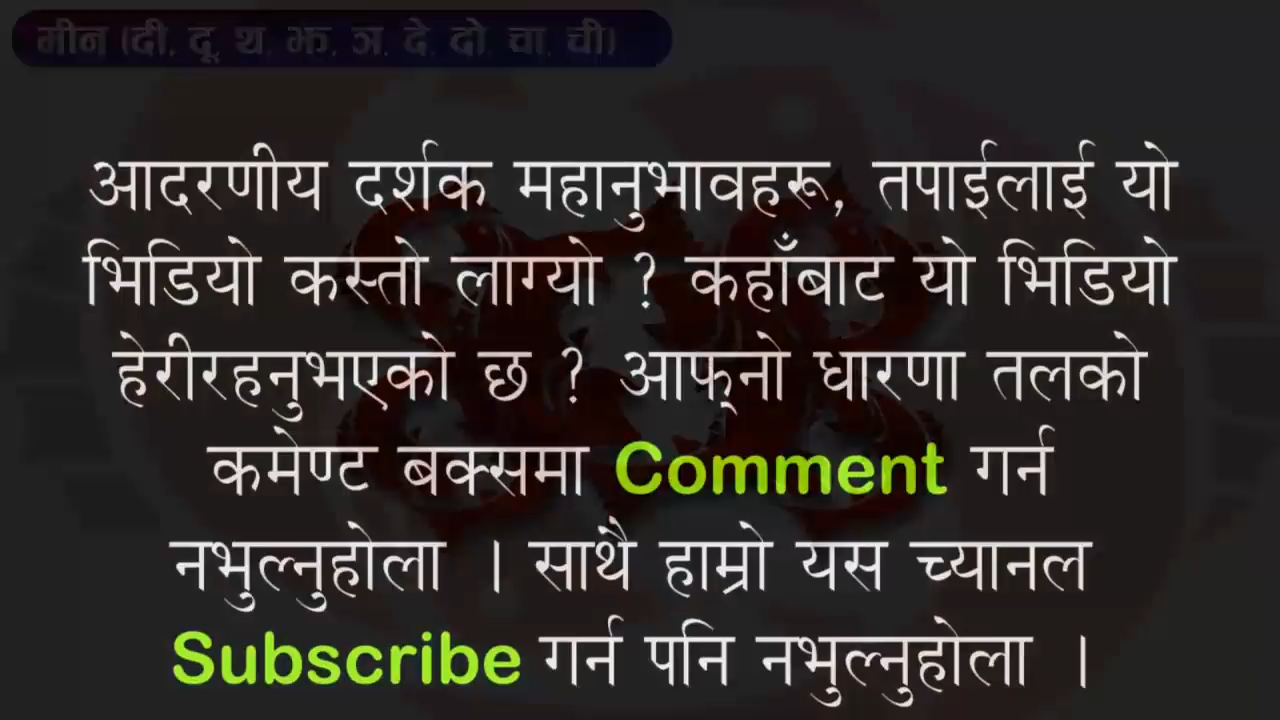 मीन (दी. दू. थ. झ. ञ. दे. दो. चा. ची)
आदरणीय दर्शक महानुभावहरू, तपाईलाई यो
भिडियो कस्तो लाग्यो ? कहाँबाट यो भिडियो
हेरीरहनुभएको छ ? आफ्‌नो धारणा तलको
कमेण्ट बक्समा Comment गर्न
नभुल्नुहोला । साथै हाम्रो यस च्यानल
Subscribe गर्न पनि नभुल्नुहोला ।